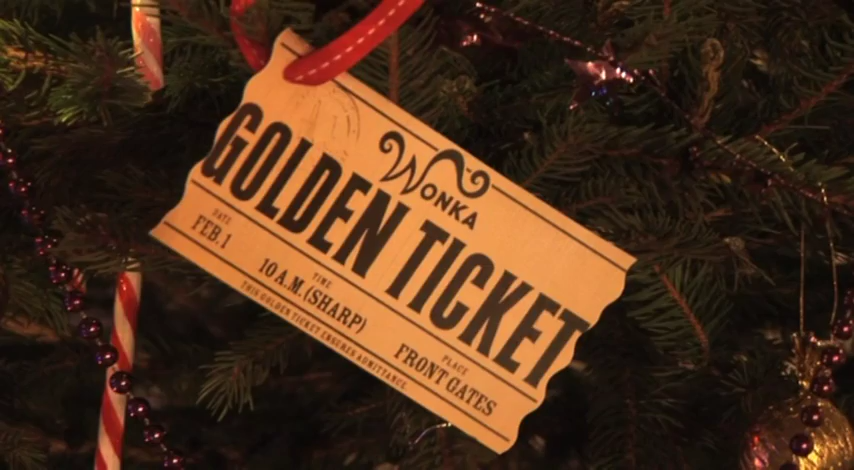 WONKA
GOLDEN TICKET
DATE
FEB.1
TIME
10 A.M. (SHARP)
PLACE
FRONT GATES
THIS GOLDEN TICKET ENSURES ADMITTANCE